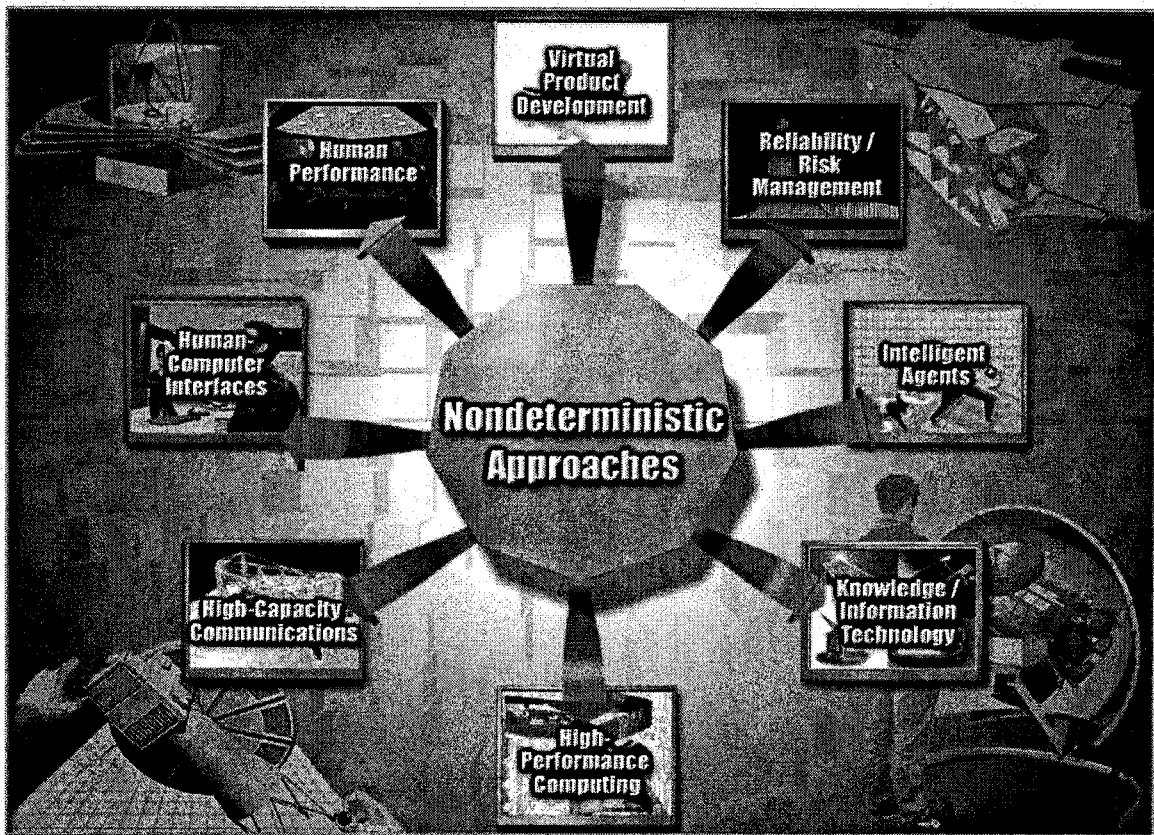 Virtual
Product
Development
Human
Performance
Reliability /
Risk
Management
Human-
Computer
Interfaces
Intelligent
Agents
Nondeterministic
Approaches
High-Capacity
Communications
Knowledge /
Information
Technology
High-
Performance
Computing